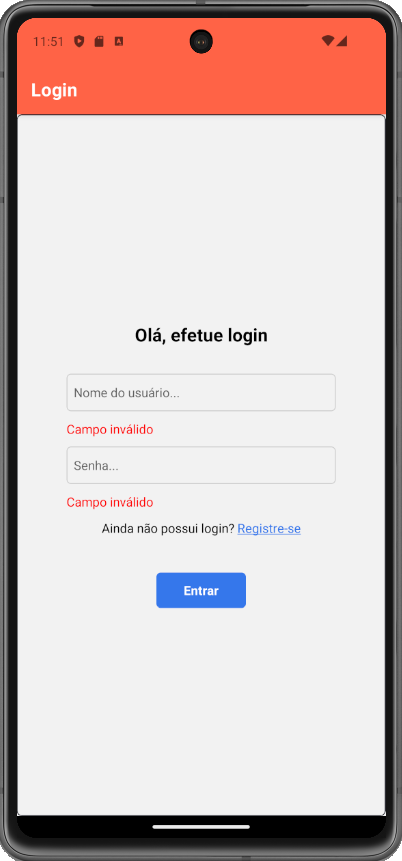 11:51
Login
Olá, efetue login
Nome do usuário...
Campo inválido
Senha...
Campo inválido
Ainda não possui login? Registre-se
Entrar